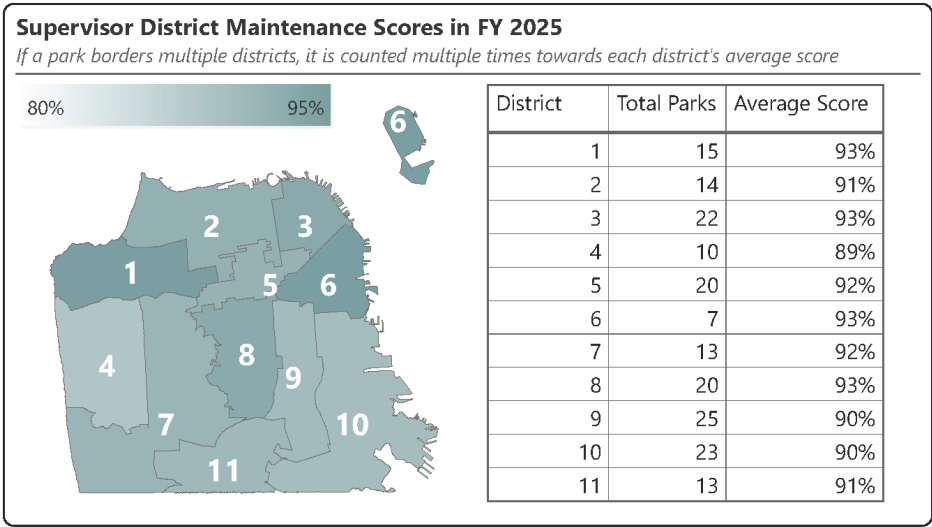 Supervisor District Maintenance Scores in FY 2025
If a park borders multiple districts, it is counted multiple times towards each district's average score
80% 95%
6
2
3
1
5
6
4
8
9
7
10
11
District Total Parks Average Score
1 15 93%
2 14 91%
3 22 93%
4 10 89%
5 20 92%
6 7 93%
7 13 92%
8 20 93%
9 25 90%
10 23 90%
11 13 91%